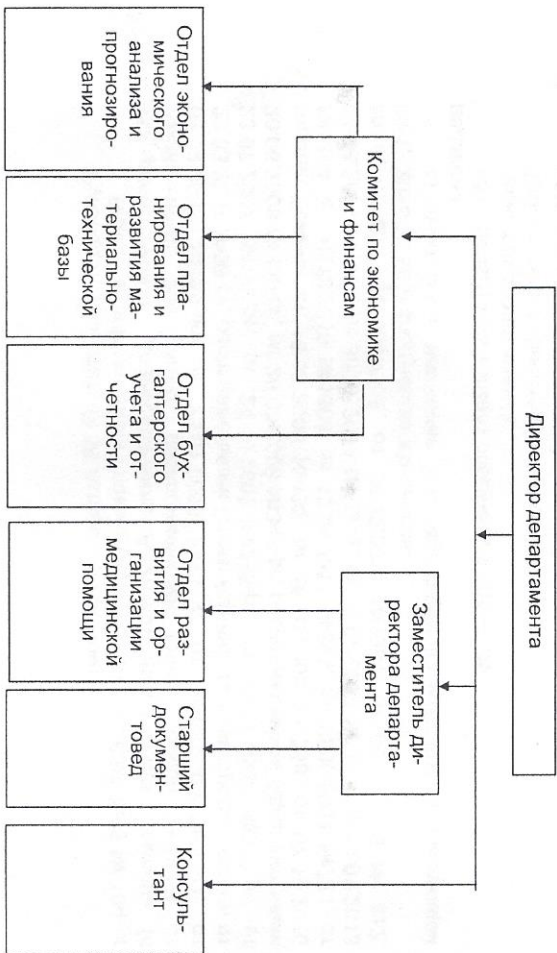 Директор департамента
Комитет по экономике
и финансам
Заместитель ди-
ректора департа-
мента
Отдел эконо-
мического
анализа и
прогнозиро-
вания
Отдел пла-
нирования и
развития ма-
териально-
технической
базы
Отдел бух-
галтерского
учета и от-
четности
Отдел раз-
вития и ор-
ганизации
медицинской
помощи
Старший
докумен-
товед
Консуль-
тант